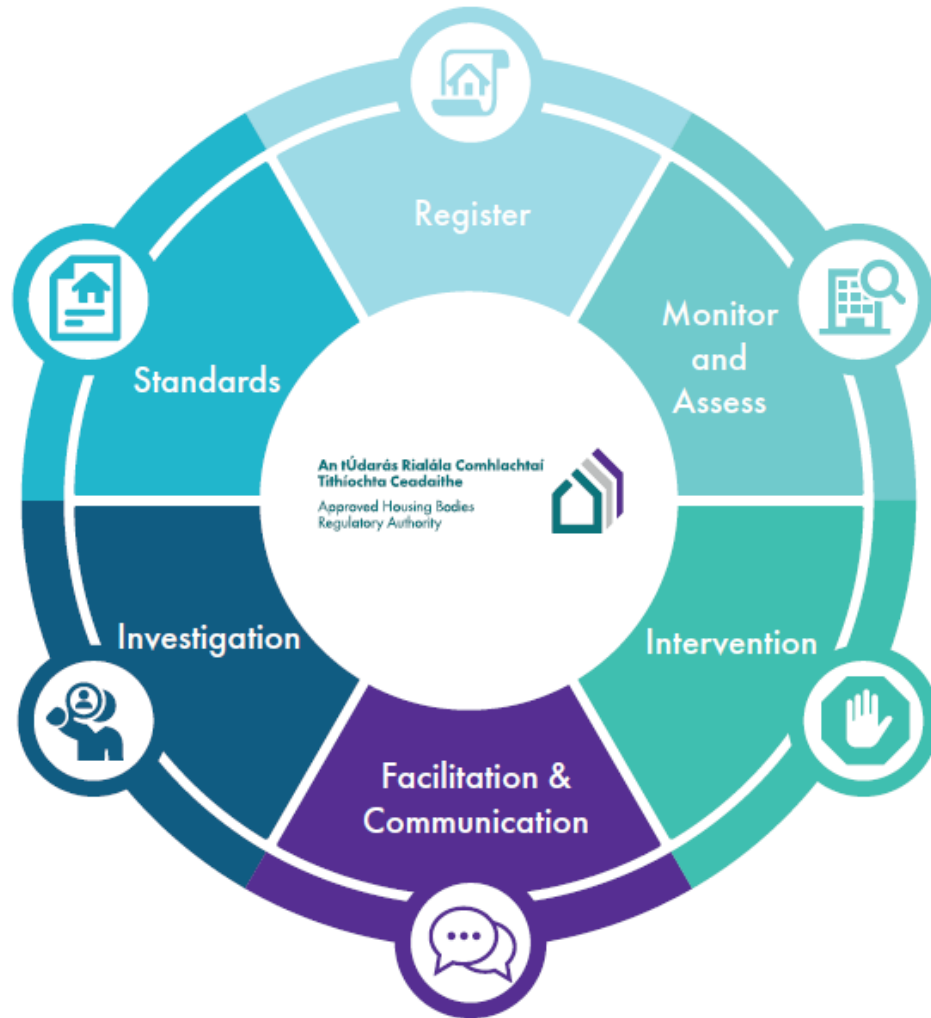 Register
Monitor
and
Assess
Standards
An tÚdarás Rialála Comhlachtaí
Tithíochta Ceadaithe
Approved Housing Bodies
Regulatory Authority
Investigation
Intervention
Facilitation &
Communication